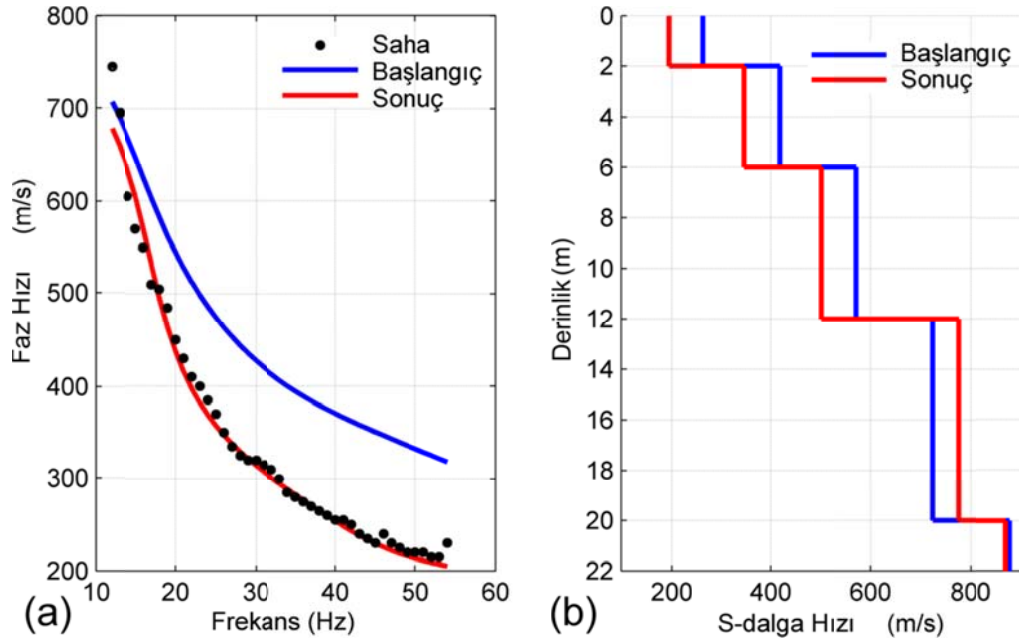 800
700
600
500
400
300
200
Faz Hızı (m/s)
Saha
Başlangıç
Sonuç
10 20 30 40 50 60
Frekans (Hz)
(a)
0
2
4
6
8
10
12
14
16
18
20
22
Derinlik (m)
Başlangıç
Sonuç
200 400 600 800
S-dalga Hızı (m/s)
(b)